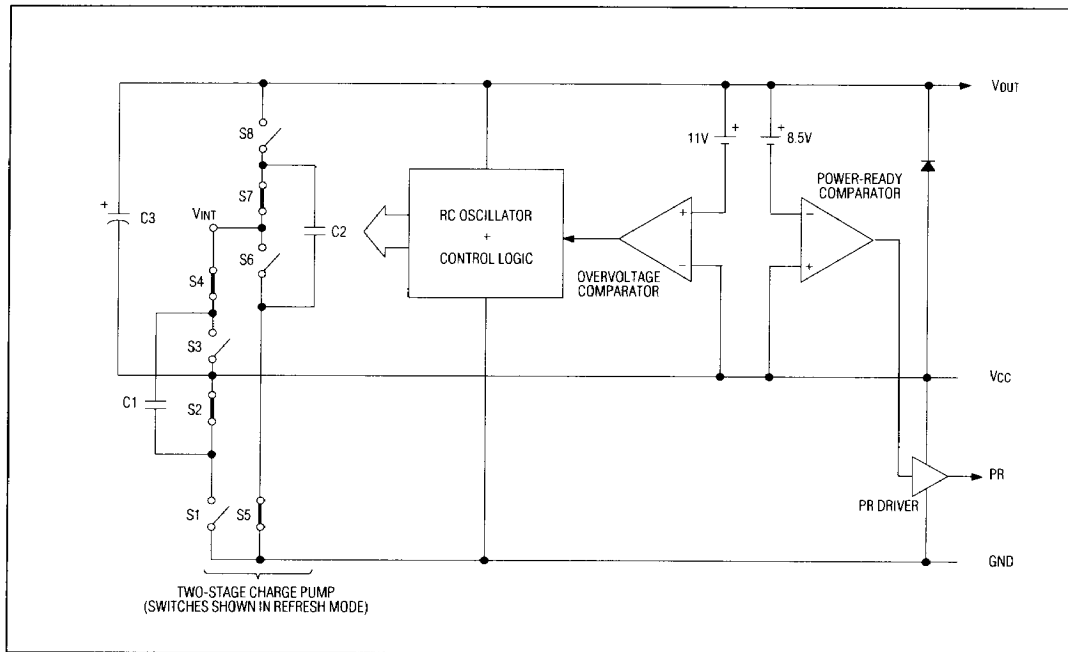 VOUT
S8
11V
+
+
8.5V
POWER-READY
COMPARATOR
S7
+
C3
VINT
C2
RC OSCILLATOR
+
CONTROL LOGIC
+
−
−
+
OVERVOLTAGE
COMPARATOR
S6
S4
S3
VCC
C1
S2
PR
PR DRIVER
S1
S5
GND
TWO-STAGE CHARGE PUMP
(SWITCHES SHOWN IN REFRESH MODE)